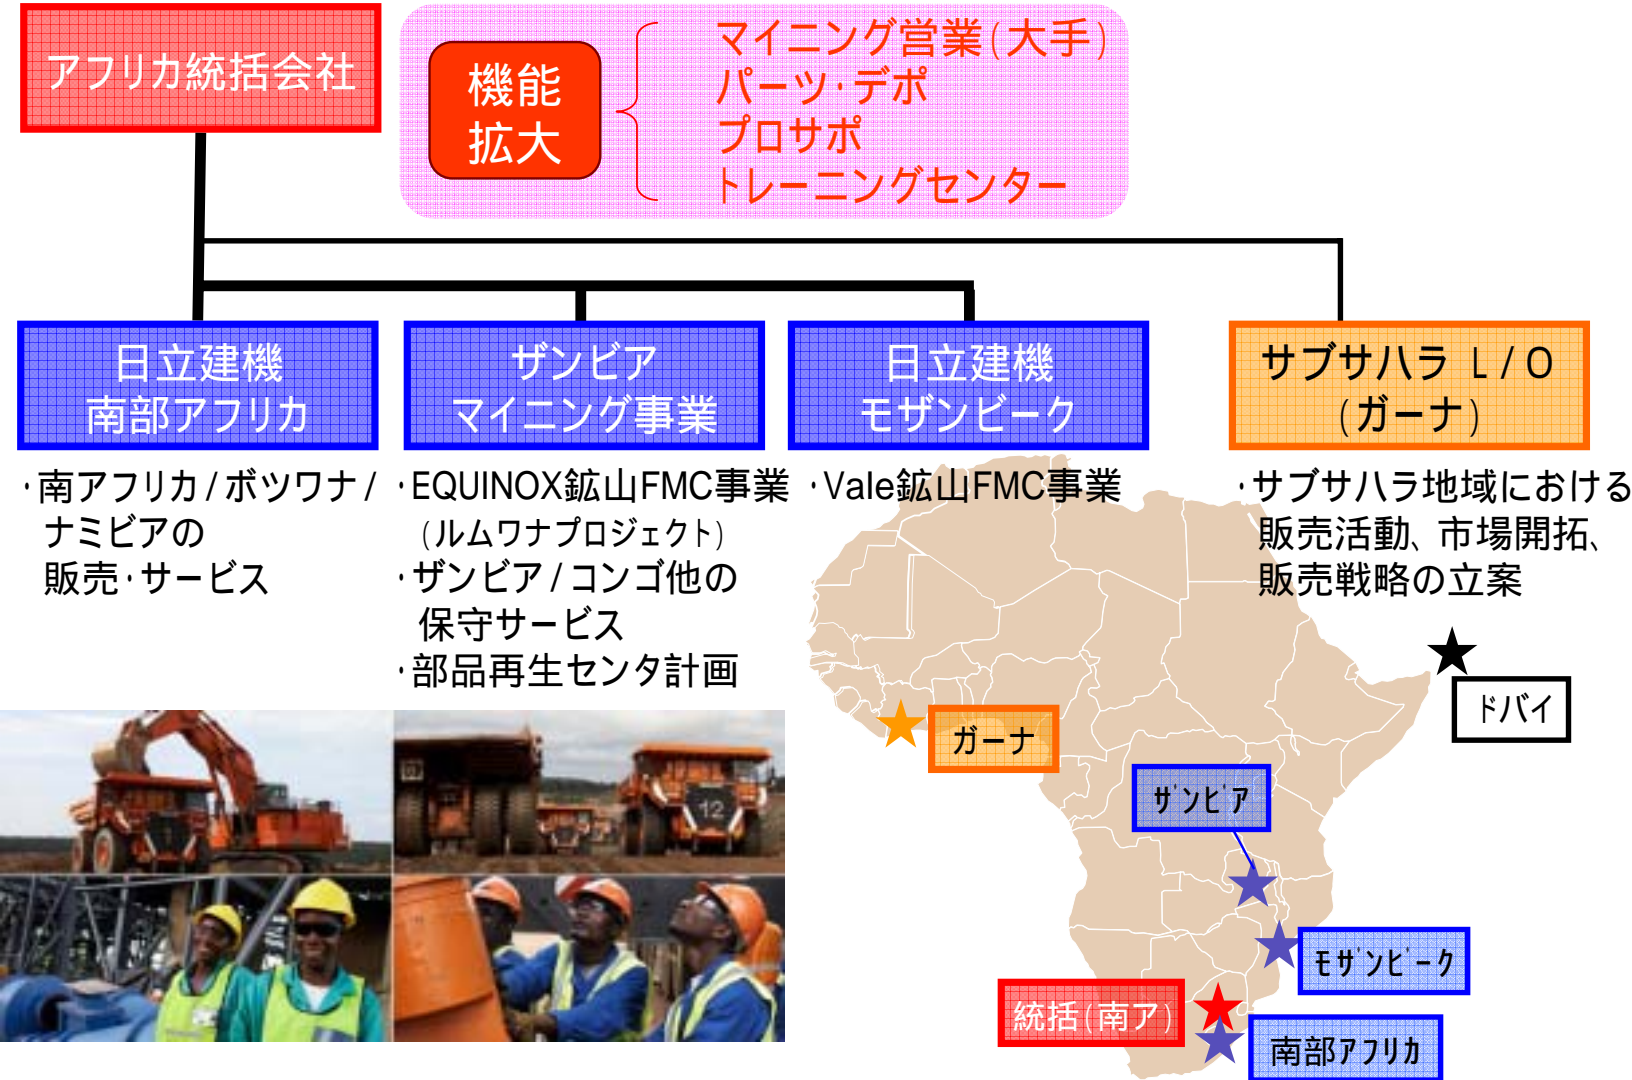 アフリカ統括会社
機能
拡大
マイニング営業(大手)
パーツ・デポ
プロサポ
トレーニングセンター
日立建機
南部アフリカ
ザンビア
マイニング事業
日立建機
モザンビーク
サブサハラ L/O
(ガーナ)
・南アフリカ/ボツワナ/
ナミビアの
販売・サービス
・EQUINOX鉱山FMC事業
(ルムワナプロジェクト)
・ザンビア/コンゴ他の
保守サービス
・部品再生センタ計画
・Vale鉱山FMC事業
・サブサハラ地域における
販売活動、市場開拓、
販売戦略の立案
ドバイ
ガーナ
ザンビア
モザンビーク
統括(南ア)
南部アフリカ
12